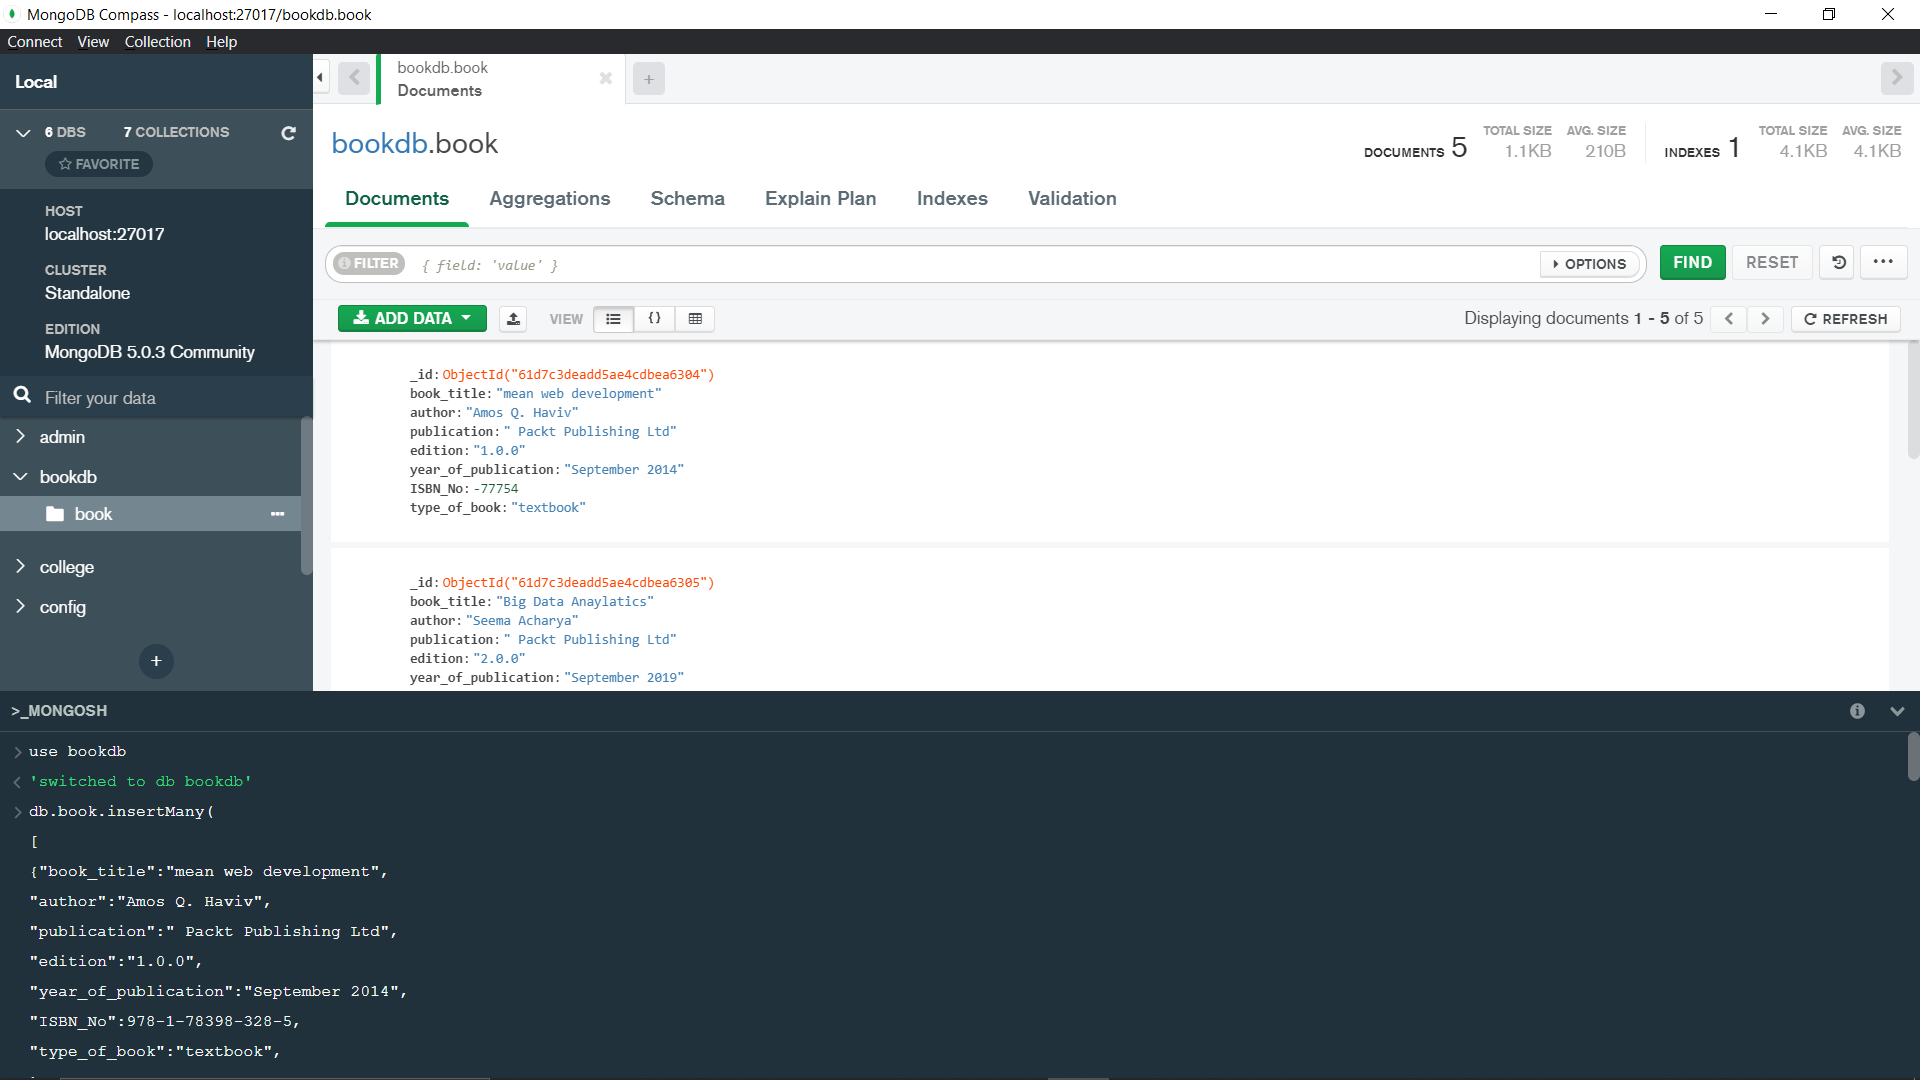 MongoDB Compass - localhost:27017/bookdb.book
Connect View Collection Help
Local
6 DBS 7 COLLECTIONS
FAVORITE
HOST
localhost:27017
CLUSTER
Standalone
EDITION
MongoDB 5.0.3 Community
Filter your data
admin
bookdb
book
college
config
bookdb.book
Documents
bookdb.book
DOCUMENTS 5 TOTAL SIZE 1.1KB AVG. SIZE 210B INDEXES 1 TOTAL SIZE 4.1KB AVG. SIZE 4.1KB
Documents Aggregations Schema Explain Plan Indexes Validation
FILTER { field: 'value' } OPTIONS FIND RESET
ADD DATA VIEW {} Displaying documents 1 - 5 of 5 REFRESH
_id: ObjectId("61d7c3deadd5ae4cdbea6304")
book_title: "mean web development"
author: "Amos Q. Haviv"
publication: " Packt Publishing Ltd"
edition: "1.0.0"
year_of_publication: "September 2014"
ISBN_No: -77754
type_of_book: "textbook"
_id: ObjectId("61d7c3deadd5ae4cdbea6305")
book_title: "Big Data Anaylatics"
author: "Seema Acharya"
publication: " Packt Publishing Ltd"
edition: "2.0.0"
year_of_publication: "September 2019"
>_MONGOSH
> use bookdb
< 'switched to db bookdb'
> db.book.insertMany(
[
{"book_title":"mean web development",
"author":"Amos Q. Haviv",
"publication":" Packt Publishing Ltd",
"edition":"1.0.0",
"year_of_publication":"September 2014",
"ISBN_No":978-1-78398-328-5,
"type_of_book":"textbook",